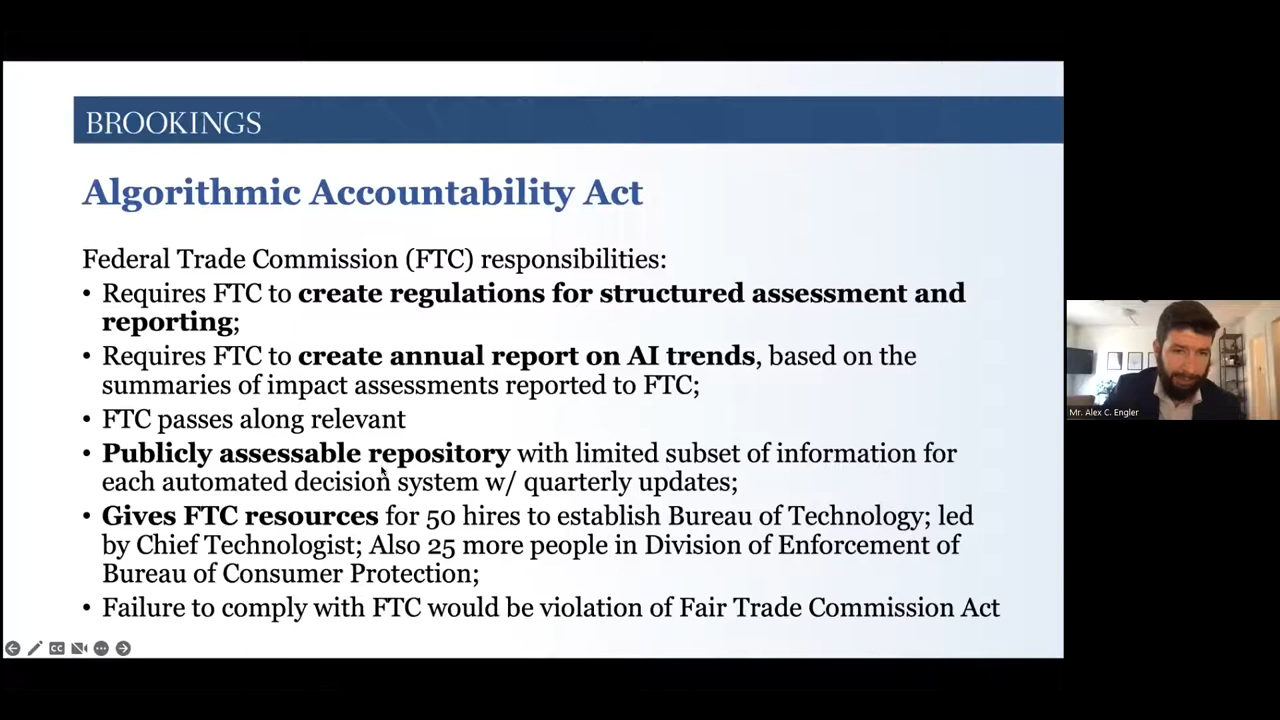 BROOKINGS
Algorithmic Accountability Act
Federal Trade Commission (FTC) responsibilities:
• Requires FTC to create regulations for structured assessment and
reporting;
• Requires FTC to create annual report on AI trends, based on the
summaries of impact assessments reported to FTC;
• FTC passes along relevant
• Publicly assessable repository with limited subset of information for
each automated decision system w/ quarterly updates;
• Gives FTC resources for 50 hires to establish Bureau of Technology; led
by Chief Technologist; Also 25 more people in Division of Enforcement of
Bureau of Consumer Protection;
• Failure to comply with FTC would be violation of Fair Trade Commission Act
CC
Mr. Alex C. Engler